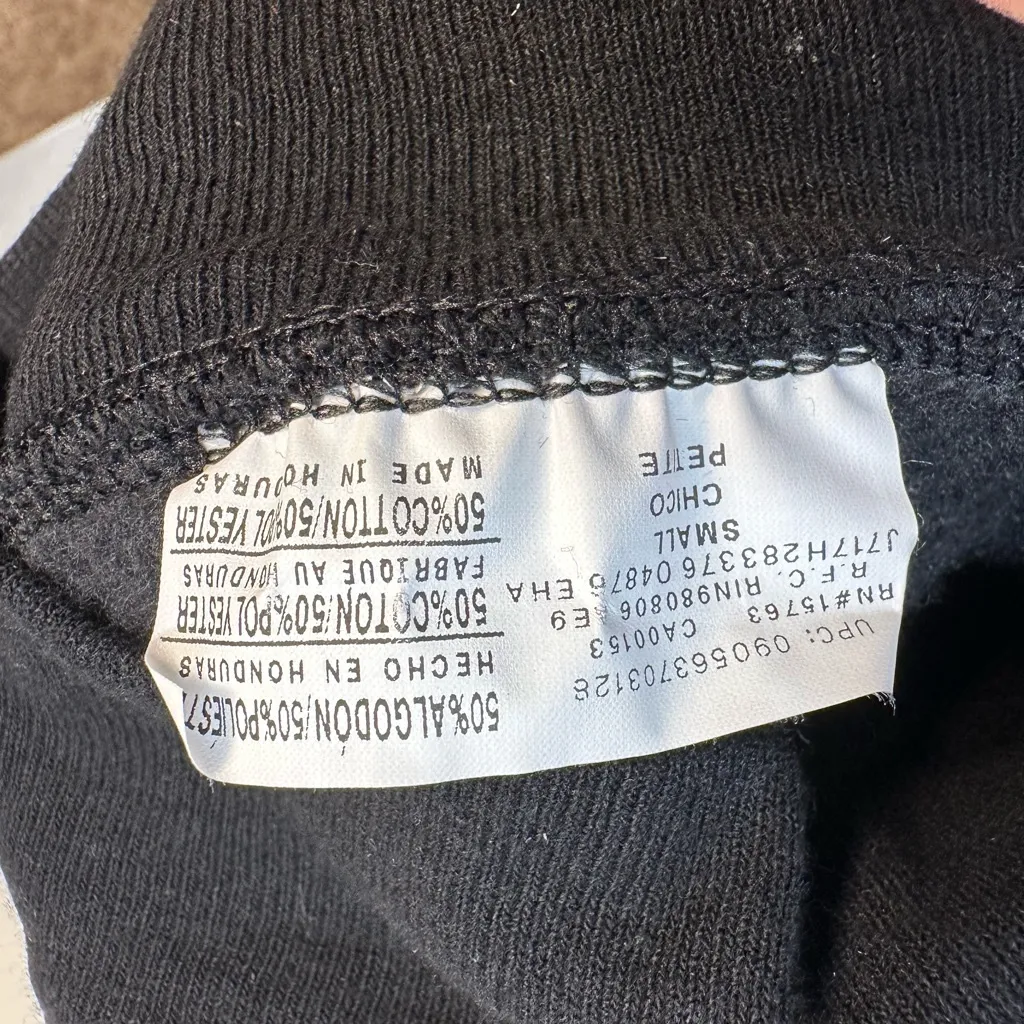 UPC: 090563703128
RN#15763 CA00153
R.F.C. RIN980806 4E9
J717H283376 04876 EHA
SMALL
CHICO
PETITE
50%ALGODÓN/50%POLIEST
HECHO EN HONDURAS
50%COTON/50%POLYESTER
FABRIQUE AU HONDURAS
50%COTTON/50%POLYESTER
MADE IN HONDURAS